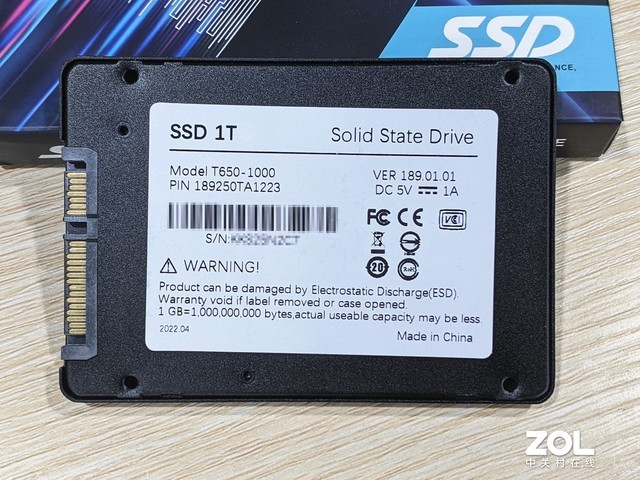 SSD
SSD 1T
Solid State Drive
Model T650-1000
PIN 189250TA1223
VER 189.01.01
DC 5V 1A
S/N:
FC CE
20
WARNING!
Product can be damaged by Electrostatic Discharge(ESD).
Warranty void if label removed or case opened.
1 GB=1,000,000,000 bytes,actual useable capacity may be less.
2022.04
Made in China
ZOL
中关村在线